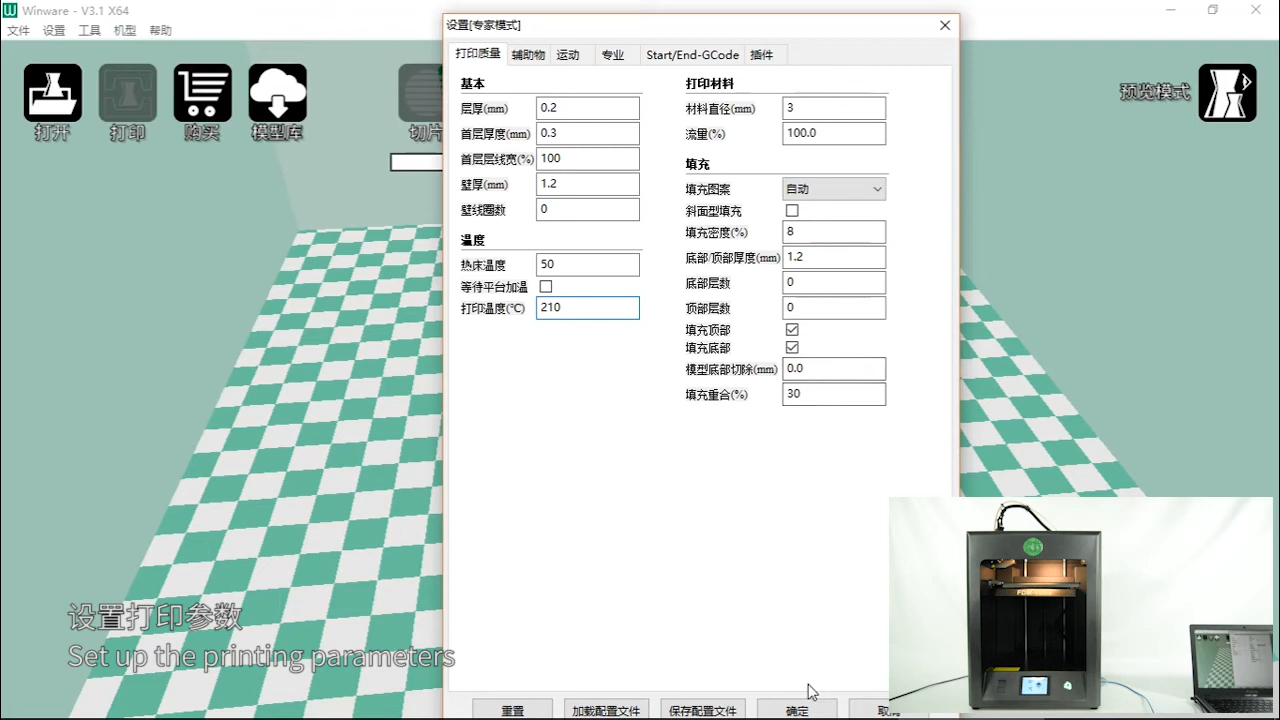 Winware - V3.1 X64
文件 设置 工具 机型 帮助
打开 打印 购买 模型库 切片
预览模式
设置[专家模式]
打印质量 辅助物 运动 专业 Start/End-GCode 插件
基本
层厚(mm) 0.2
首层厚度(mm) 0.3
首层层线宽(%) 100
壁厚(mm) 1.2
壁线圈数 0
温度
热床温度 50
等待平台加温
打印温度(℃) 210
打印材料
材料直径(mm) 3
流量(%) 100.0
填充
填充图案 自动
斜面型填充
填充密度(%) 8
底部/顶部厚度(mm) 1.2
底部层数 0
顶部层数 0
填充顶部
填充底部
模型底部切除(mm) 0.0
填充重合(%) 30
重置 加载配置文件 保存配置文件 确定 取消
设置打印参数
Set up the printing parameters